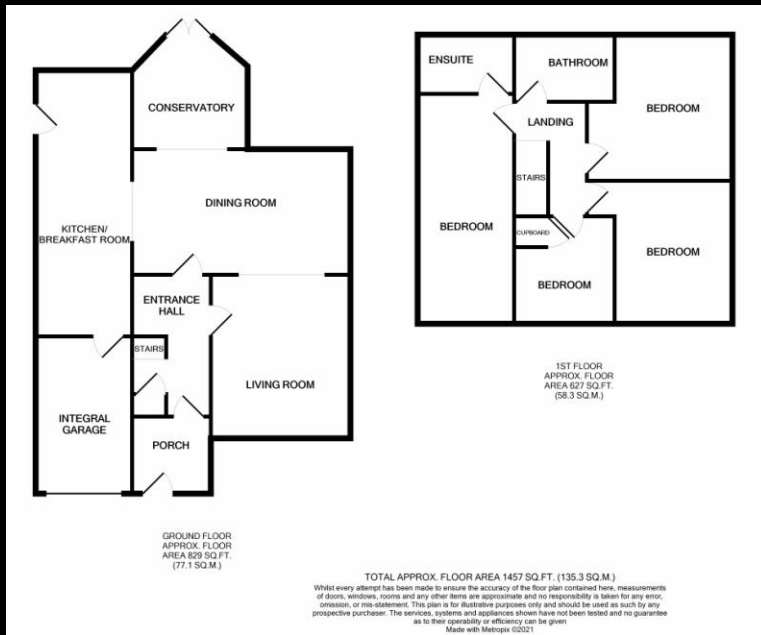 CONSERVATORY
DINING ROOM
KITCHEN/
BREAKFAST ROOM
ENTRANCE
HALL
STAIRS
LIVING ROOM
INTEGRAL
GARAGE
PORCH
GROUND FLOOR
APPROX. FLOOR
AREA 829 SQ.FT.
(77.1 SQ.M.)
ENSUITE
BATHROOM
BEDROOM
LANDING
STAIRS
BEDROOM
CUPBOARD
BEDROOM
BEDROOM
1ST FLOOR
APPROX. FLOOR
AREA 627 SQ.FT.
(58.3 SQ.M.)
TOTAL APPROX. FLOOR AREA 1457 SQ.FT. (135.3 SQ.M.)
Whilst every attempt has been made to ensure the accuracy of the floor plan contained here, measurements
of doors, windows, rooms and any other items are approximate and no responsibility is taken for any error,
omission, or mis-statement. This plan is for illustrative purposes only and should be used as such by any
prospective purchaser. The services, systems and appliances shown have not been tested and no guarantee
as to their operability or efficiency can be given
Made with Metropix ©2021